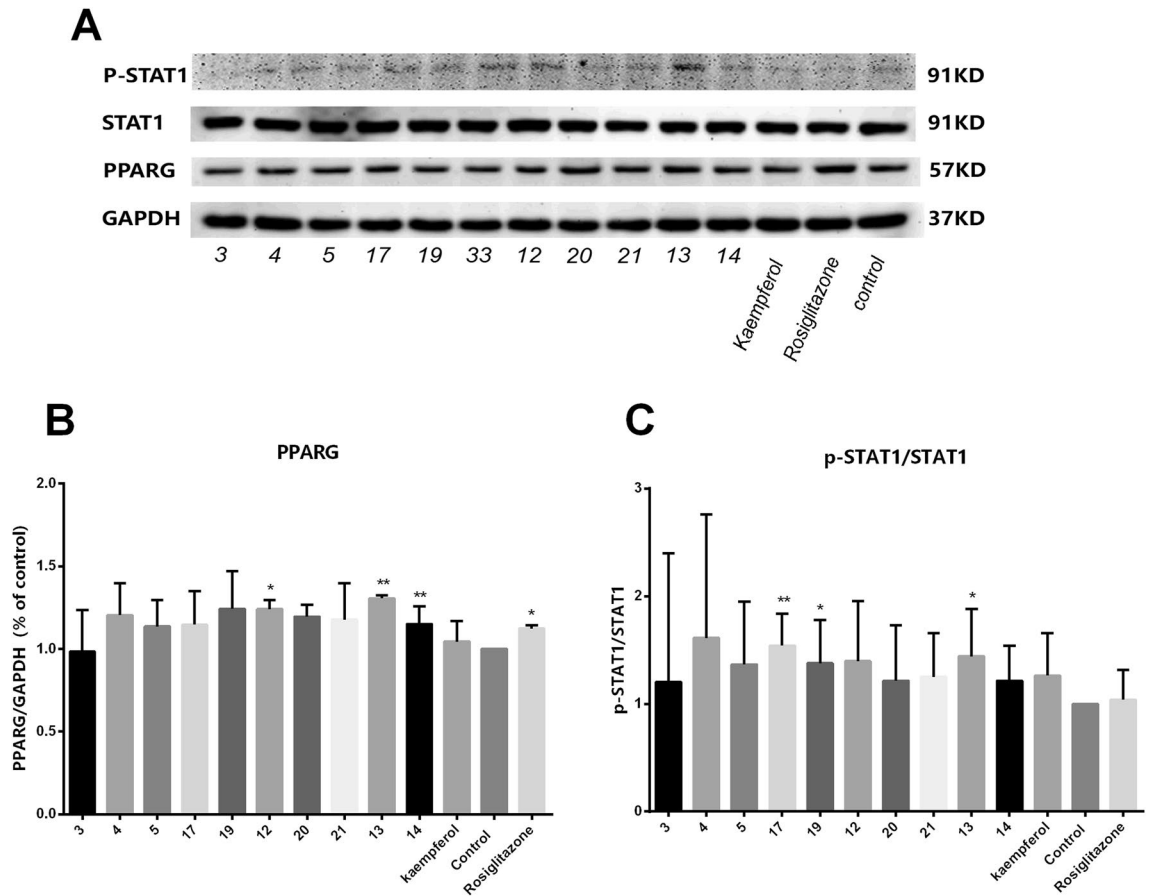 A
P-STAT1 91KD
STAT1 91KD
PPARG 57KD
GAPDH 37KD
3 4 5 17 19 33 12 20 21 13 14 Kaempferol Rosiglitazone control
B
PPARG
PPARG/GAPDH (% of control)
2.0
1.5
1.0
0.5
0.0
* ** ** *
3 4 5 17 19 12 20 21 13 14 kaempferol Control Rosiglitazone
C
p-STAT1/STAT1
p-STAT1/STAT1
3
2
1
0
** * *
3 4 5 17 19 12 20 21 13 14 kaempferol Control Rosiglitazone